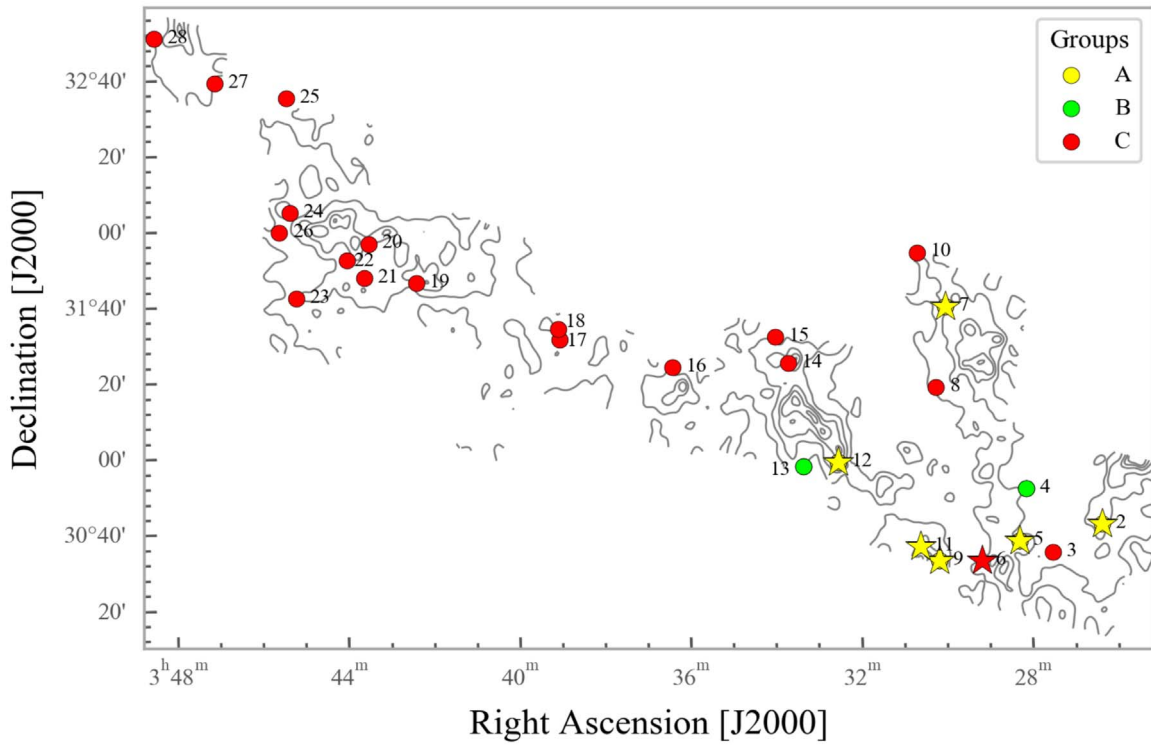 Groups
A
B
C
28
27
25
24
26
20
22
21
19
23
18
17
16
15
14
13
12
10
7
8
4
2
5
3
11
9
6
32°40'
20'
00'
31°40'
20'
00'
30°40'
20'
3ʰ48ᵐ
44ᵐ
40ᵐ
36ᵐ
32ᵐ
28ᵐ
Declination [J2000]
Right Ascension [J2000]